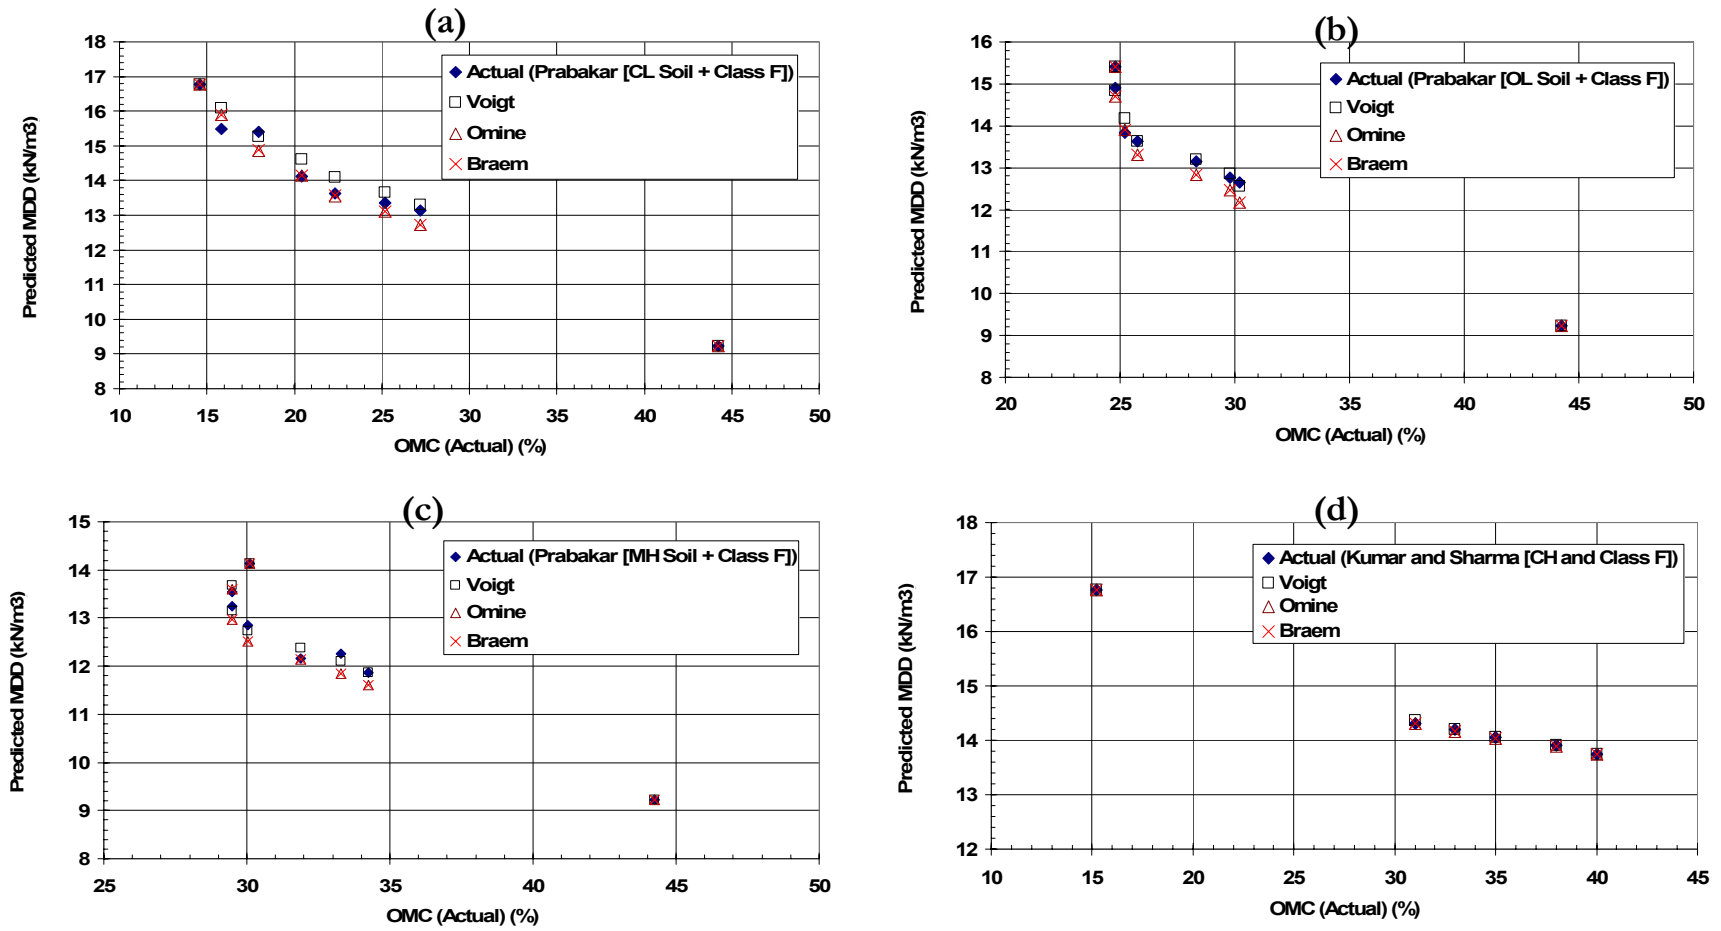 (a)
18
17
16
15
14
13
12
11
10
9
8
Predicted MDD (kN/m3)
10 15 20 25 30 35 40 45 50
OMC (Actual) (%)
Actual (Prabakar [CL Soil + Class F])
Voigt
Omine
Braem
(b)
16
15
14
13
12
11
10
9
8
Predicted MDD (kN/m3)
20 25 30 35 40 45 50
OMC (Actual) (%)
Actual (Prabakar [OL Soil + Class F])
Voigt
Omine
Braem
(c)
15
14
13
12
11
10
9
8
Predicted MDD (kN/m3)
25 30 35 40 45 50
OMC (Actual) (%)
Actual (Prabakar [MH Soil + Class F])
Voigt
Omine
Braem
(d)
18
17
16
15
14
13
12
Predicted MDD (kN/m3)
10 15 20 25 30 35 40 45
OMC (Actual) (%)
Actual (Kumar and Sharma [CH and Class F])
Voigt
Omine
Braem